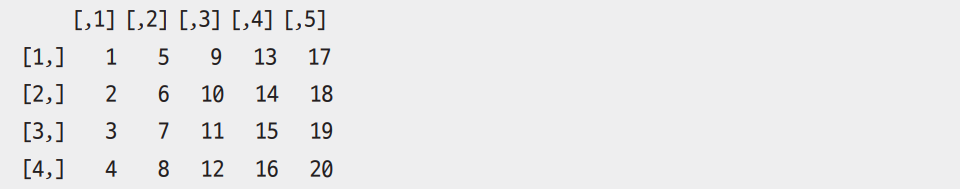 [,1] [,2] [,3] [,4] [,5]
[1,] 1 5 9 13 17
[2,] 2 6 10 14 18
[3,] 3 7 11 15 19
[4,] 4 8 12 16 20